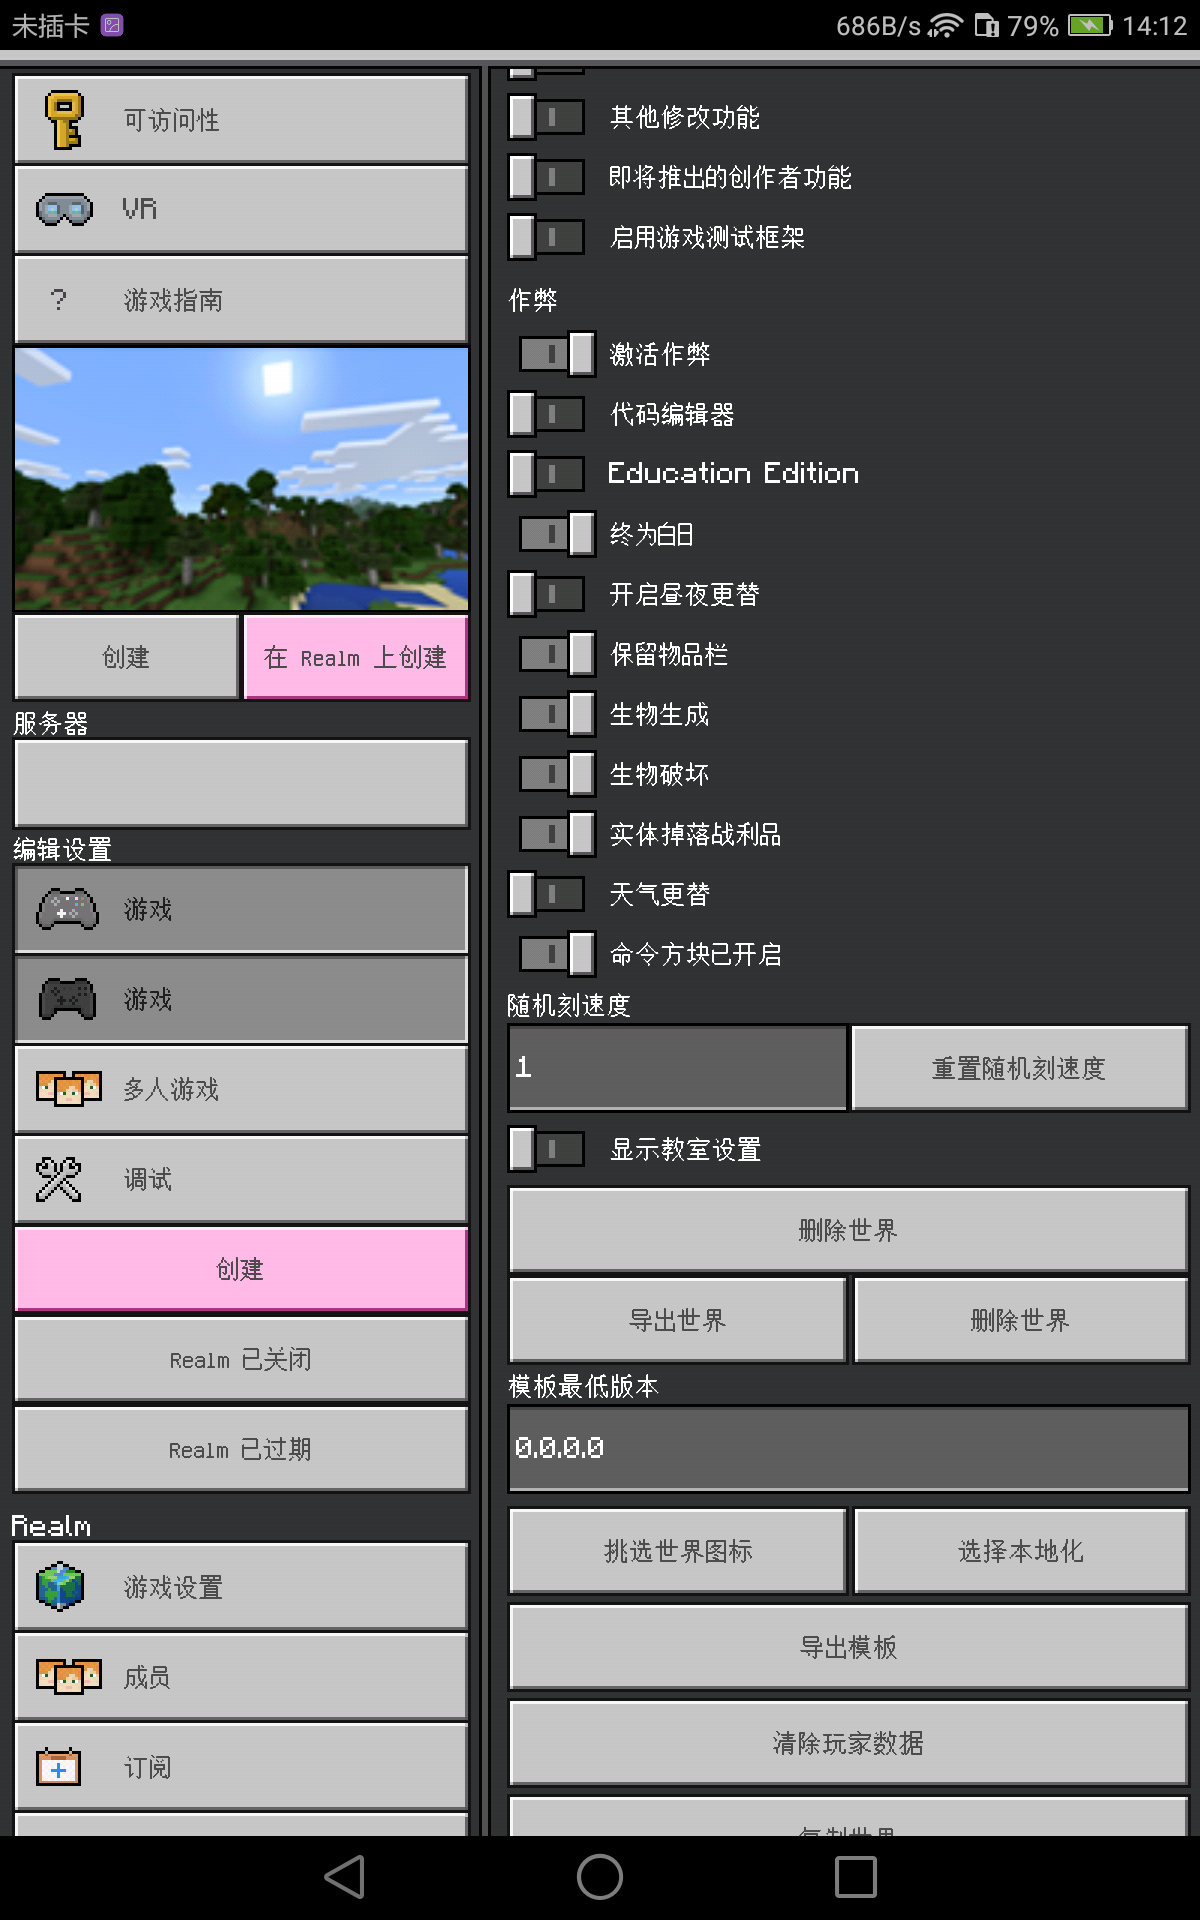 未插卡
686B/s 79% 14:12
可访问性
VR
游戏指南
创建
在 Realm 上创建
服务器
编辑设置
游戏
游戏
多人游戏
调试
创建
Realm 已关闭
Realm 已过期
Realm
游戏设置
成员
订阅
其他修改功能
即将推出的创作者功能
启用游戏测试框架
作弊
激活作弊
代码编辑器
Education Edition
终为白日
开启昼夜更替
保留物品栏
生物生成
生物破坏
实体掉落战利品
天气更替
命令方块已开启
随机刻速度
1
重置随机刻速度
显示教室设置
删除世界
导出世界
删除世界
模板最低版本
0.0.0.0
挑选世界图标
选择本地化
导出模板
清除玩家数据
复制世界